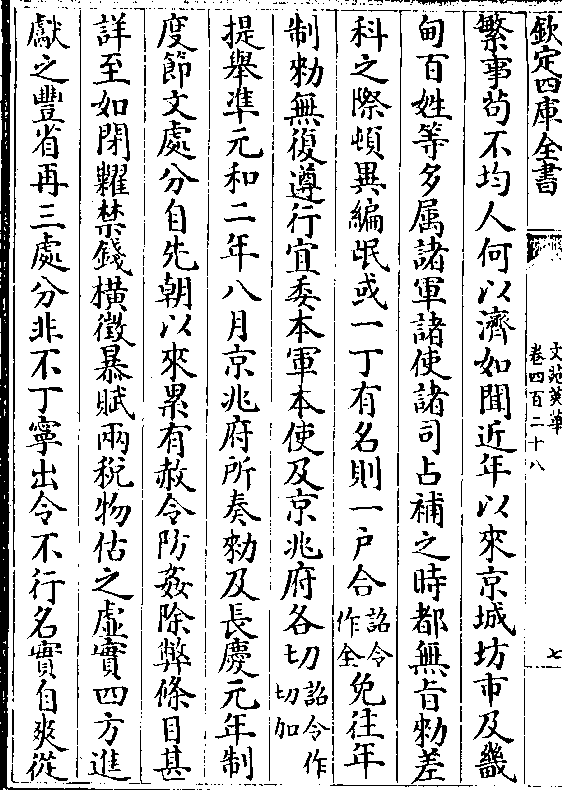 欽定四庫全書
文苑英華
卷四百二十八
七
繁事苟不均人何以濟如聞近年以來京城坊市及畿
甸百姓等多属諸軍諸使諸司占補之時都無㫖勑差
科之際頓異編氓或一丁有名則一戸合詔令作全免往年
制勑無復遵行宜委本軍本使及京兆府各切詔令作切加
提舉凖元和二年八月京兆府所奏勑及長慶元年制
度節文處分自先朝以來累有赦令防姦除弊條目甚
詳至如閉糴禁錢横徵暴賦兩税物估之虚實四方進
獻之豐省再三處分非不丁寧出令不行名實自爽從